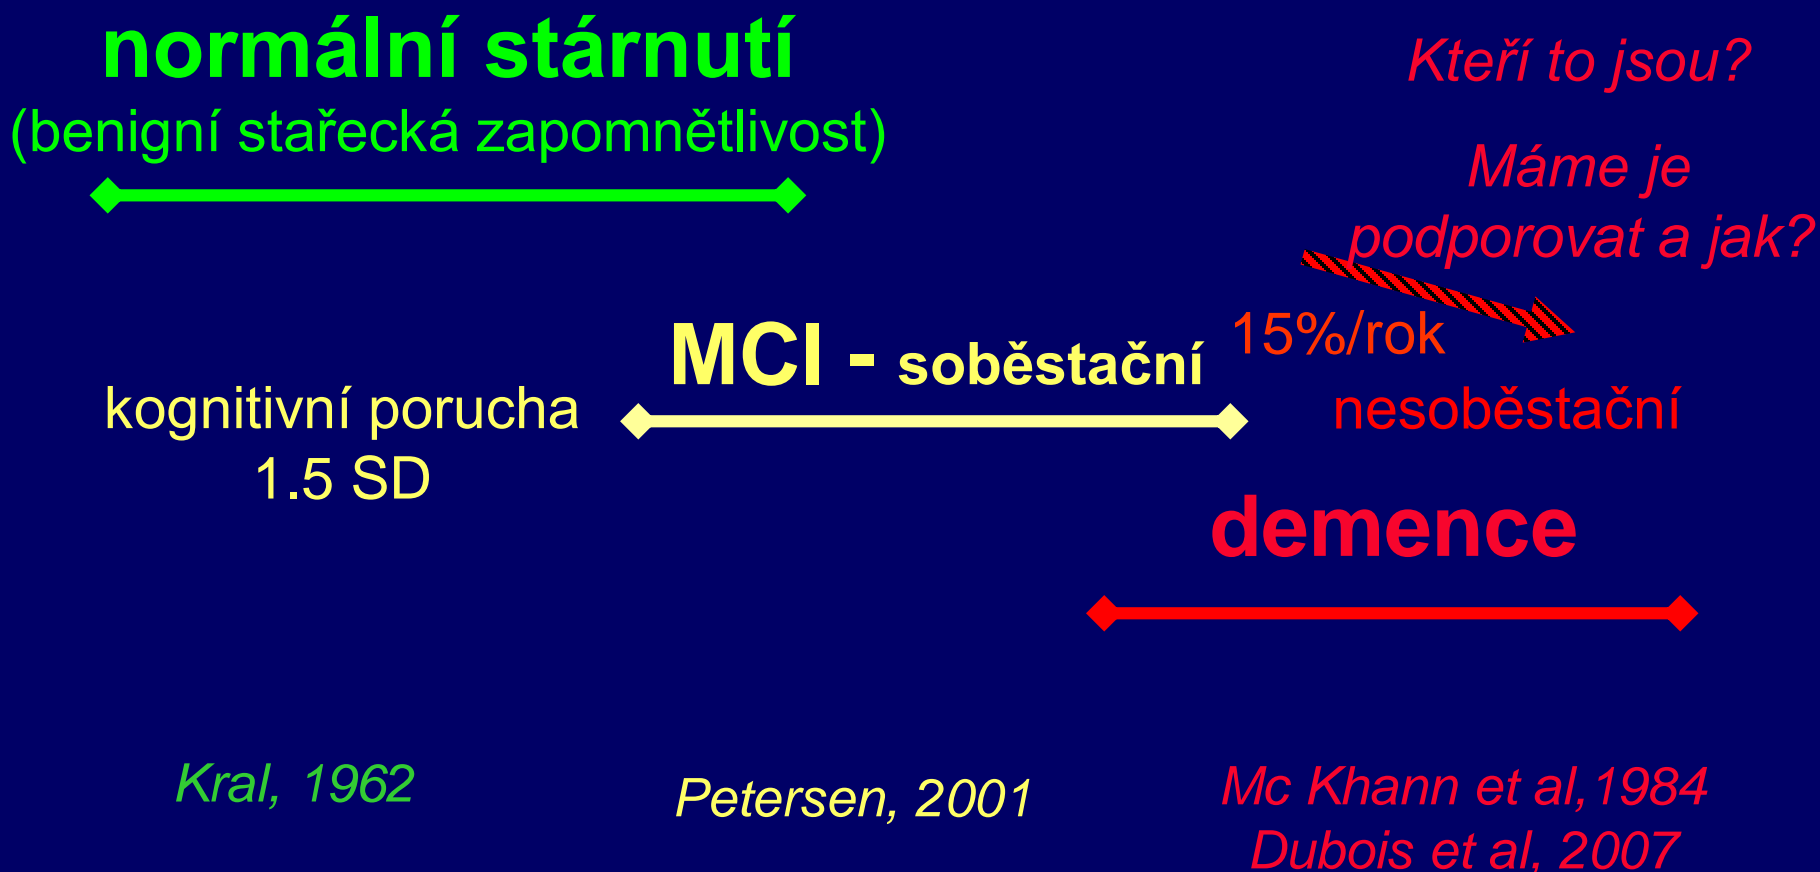 normální stárnutí
(benigní stařecká zapomnětlivost)
Kteří to jsou?
Máme je
podporovat a jak?
MCI - soběstační
15%/rok
kognitivní porucha
1.5 SD
nesoběstační
demence
Kral, 1962
Petersen, 2001
Mc Khann et al,1984
Dubois et al, 2007